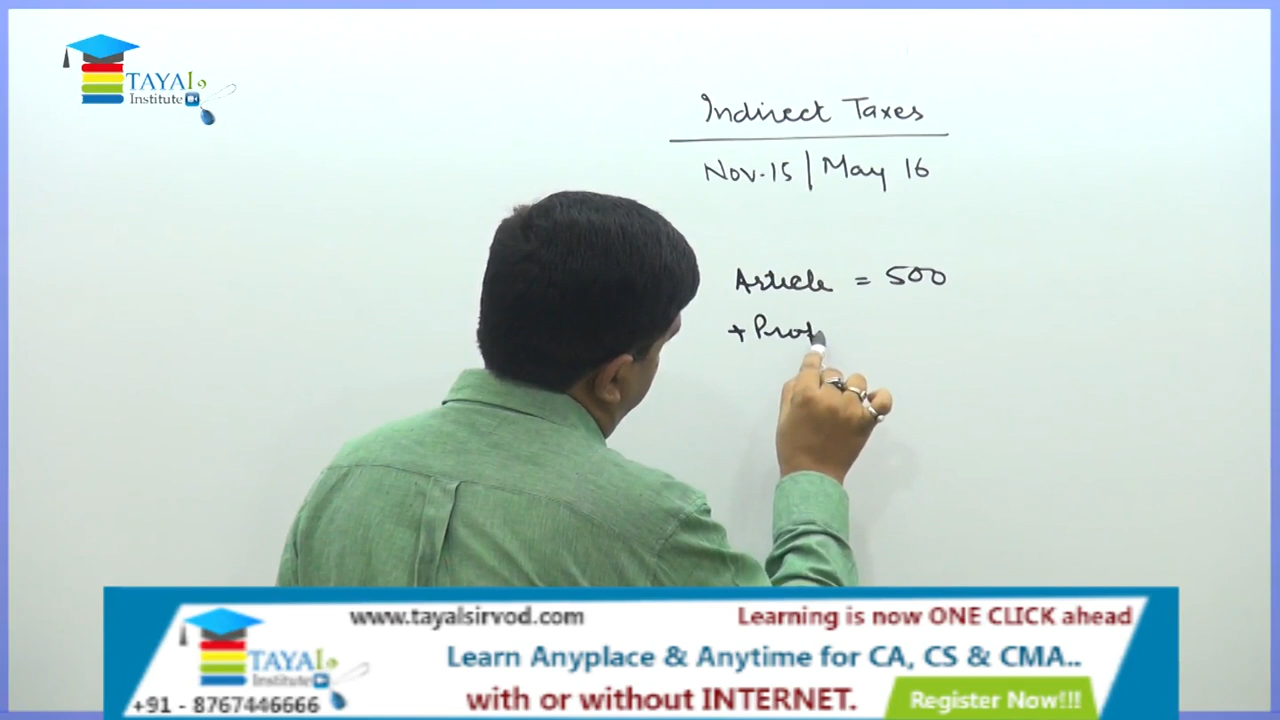 TAYAL
Institute
Indirect Taxes
Nov-15 | May 16
Article = 500
+ Prof
www.tayalsirvod.com
Learning is now ONE CLICK ahead
TAYAL
Institute
Learn Anyplace & Anytime for CA, CS & CMA..
+91 - 8767446666
with or without INTERNET.
Register Now!!!